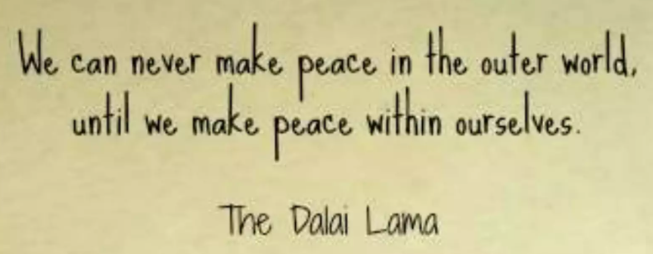 We can never make peace in the outer world,
until we make peace within ourselves.
The Dalai Lama